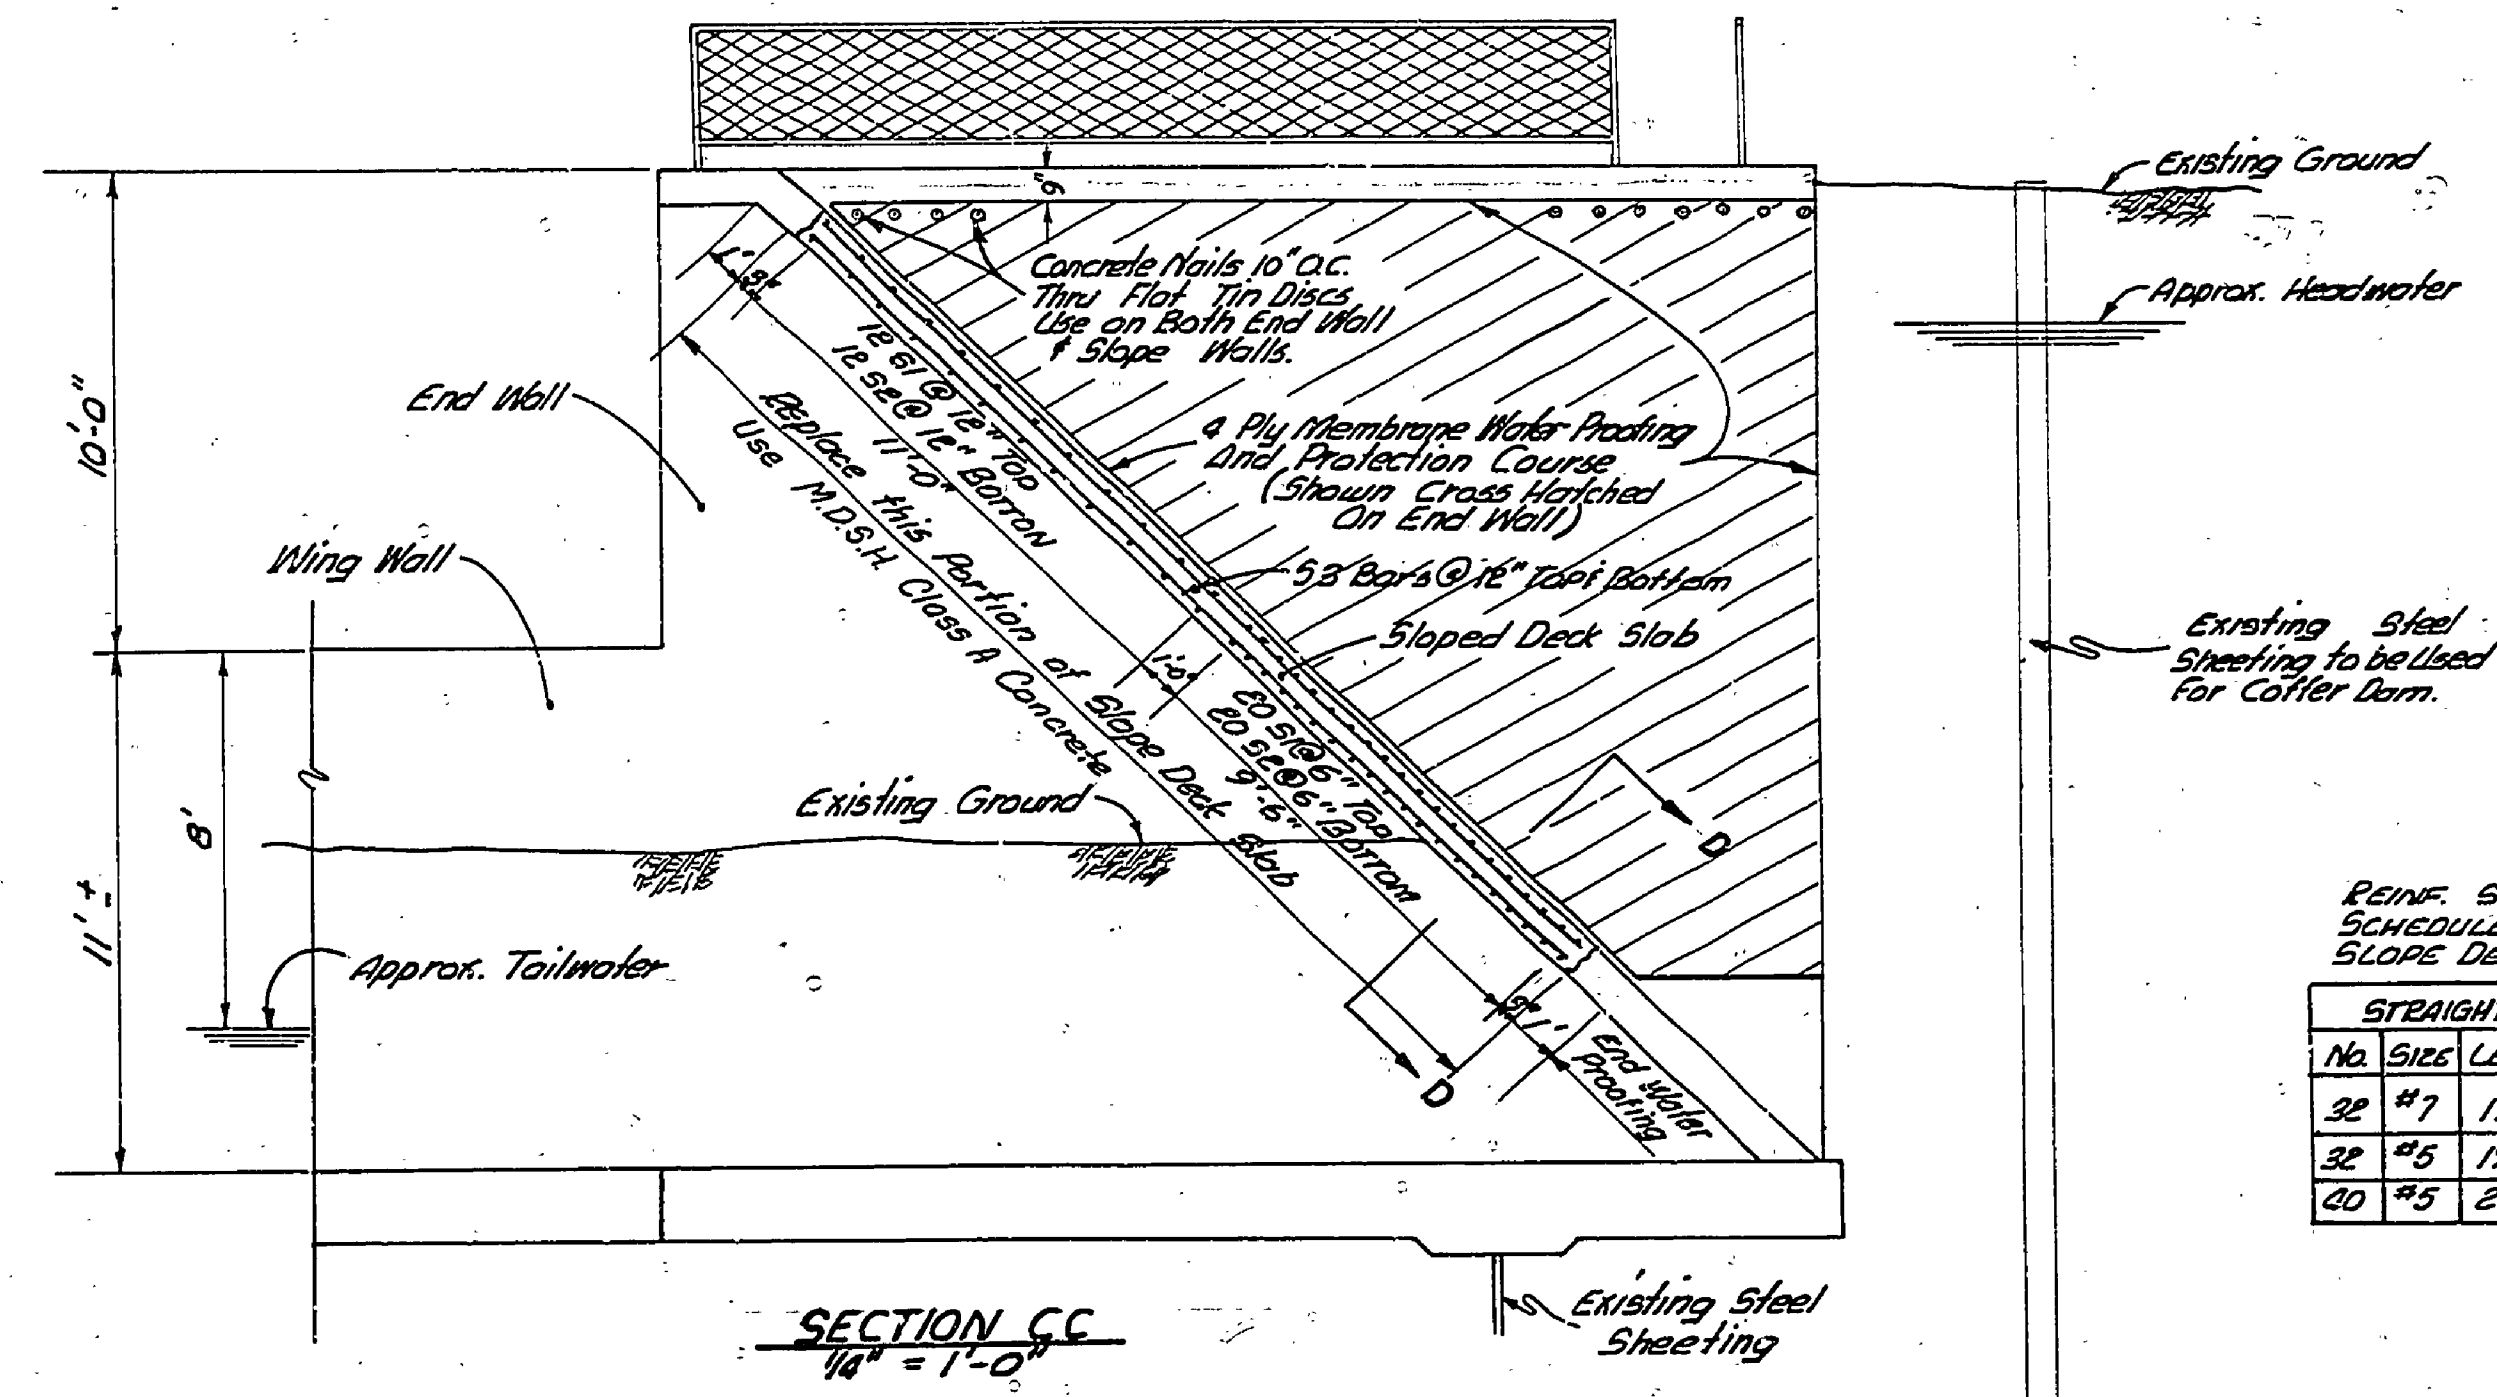 Existing Ground
Approx. Headwater
9"
Concrete Nails 10" O.C.
Thru Flat Tin Discs
Use on Both End Wall
& Slope Walls.
10'-0"
End Wall
Wing Wall
12 S1 @ 12" Top
12 S2 @ 12" Bottom
11'-0"
Replace this Portion of Slope Deck Slab
Use M.D.S.H. Class A Concrete
4 Ply Membrane Water Proofing
And Protection Course
(Shown Cross Hatched
On End Wall)
S3 Bars @ 12" Top & Bottom
Sloped Deck Slab
1'-0"
20 S1 @ 6" Top
20 S2 @ 6" Bottom
9'-6"
Existing Steel
Sheeting to be Used
For Coffer Dam.
Existing Ground
8'
11' ±
Approx. Tailwater
D
D
End Water
Proofing
REINF. S
SCHEDULE
SLOPE DE
STRAIGHT
No. SIZE LE
32 #7 1
32 #5 1
40 #5 2
Existing Steel
Sheeting
SECTION CC
1/4" = 1'-0"